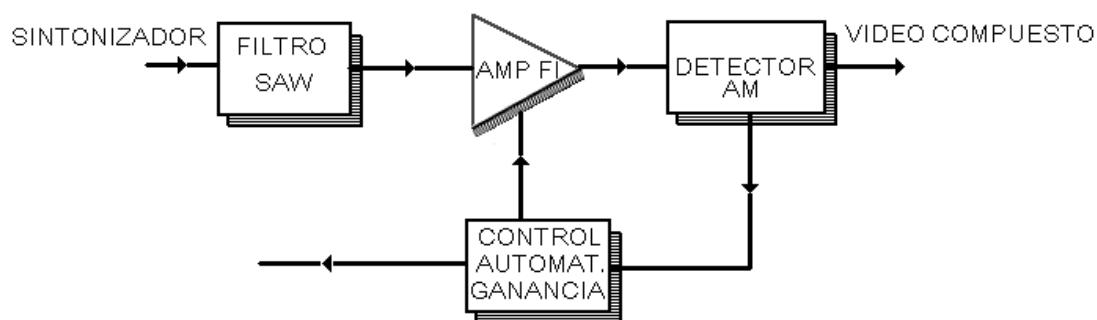 SINTONIZADOR
FILTRO
SAW
AMP FI
DETECTOR
AM
VIDEO COMPUESTO
CONTROL
AUTOMAT.
GANANCIA